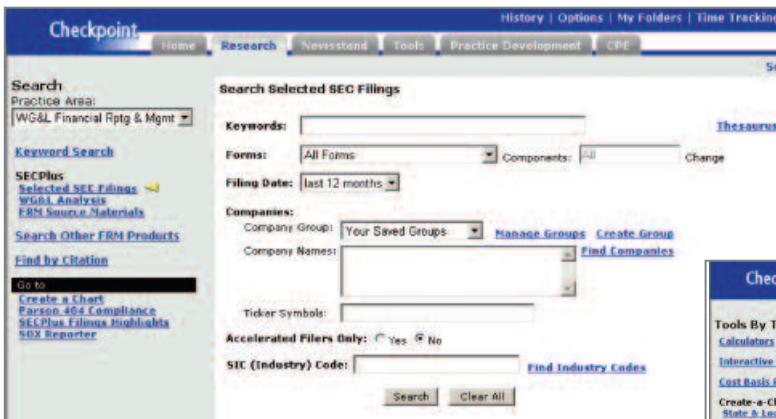 History | Options | My Folders | Time Tracking
Checkpoint
Home Research Newsstand Tools Practice Development CPE
Search
Practice Area:
WG&L Financial Rptg & Mgmt
Keyword Search
SECPlus
Selected SEC Filings
WG&L Analysis
FRM Source Materials
Search Other FRM Products
Find by Citation
Go to
Create a Chart
Parson 404 Compliance
SECPlus Filings Highlights
SOX Reporter
Search Selected SEC Filings
Keywords:
Thesaurus
Forms: All Forms Components: All Change
Filing Date: last 12 months
Companies:
Company Group: Your Saved Groups Manage Groups Create Group
Company Names: Find Companies
Ticker Symbols:
Accelerated Filers Only: Yes No
SIC (Industry) Code: Find Industry Codes
Search Clear All
Chec
Tools By T
Calculators
Interactive
Cost Basis
Create-a-Ch
State & Loc